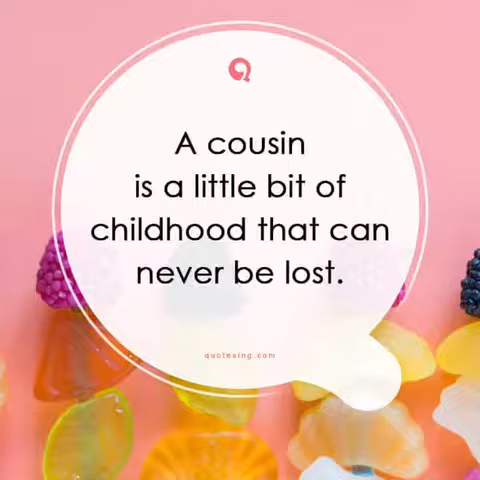 A cousin
is a little bit of
childhood that can
never be lost.
quotesing.com